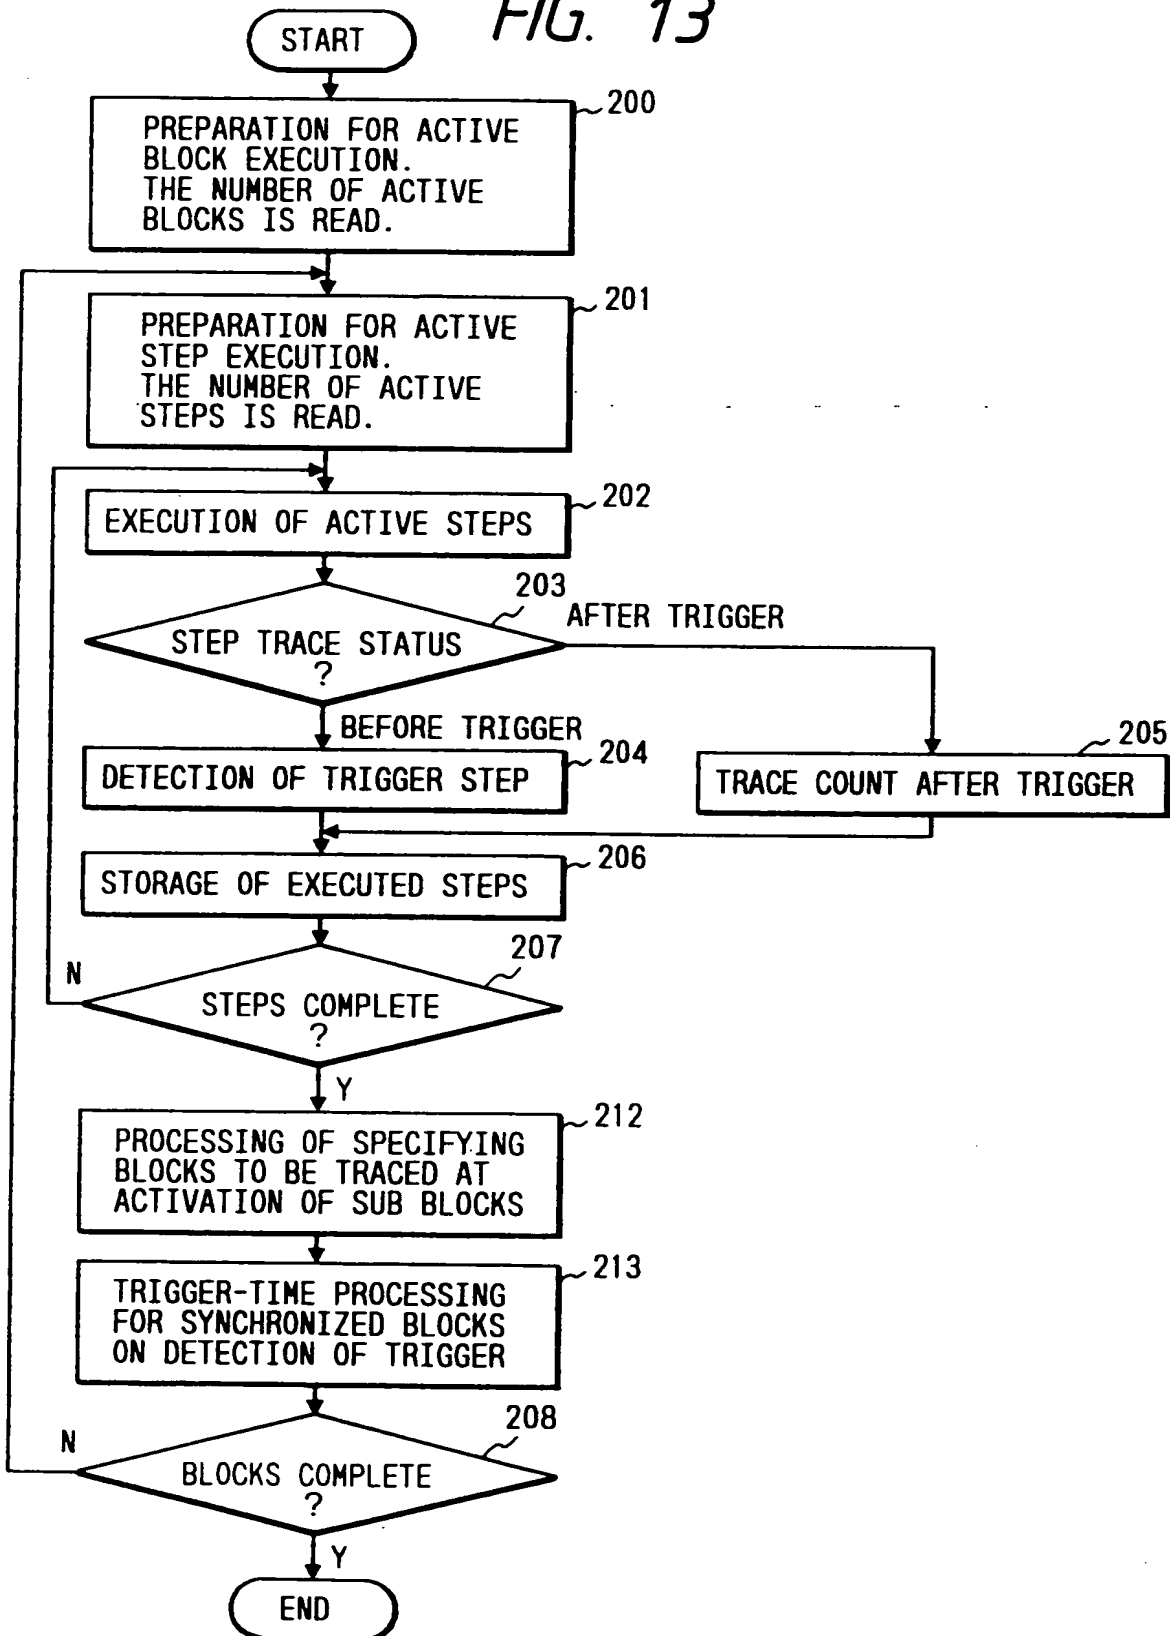 FIG. 13
START
200
PREPARATION FOR ACTIVE
BLOCK EXECUTION.
THE NUMBER OF ACTIVE
BLOCKS IS READ.
201
PREPARATION FOR ACTIVE
STEP EXECUTION.
THE NUMBER OF ACTIVE
STEPS IS READ.
202
EXECUTION OF ACTIVE STEPS
203
AFTER TRIGGER
STEP TRACE STATUS
?
BEFORE TRIGGER
204
DETECTION OF TRIGGER STEP
205
TRACE COUNT AFTER TRIGGER
206
STORAGE OF EXECUTED STEPS
207
N
STEPS COMPLETE
?
Y
212
PROCESSING OF SPECIFYING
BLOCKS TO BE TRACED AT
ACTIVATION OF SUB BLOCKS
213
TRIGGER-TIME PROCESSING
FOR SYNCHRONIZED BLOCKS
ON DETECTION OF TRIGGER
208
N
BLOCKS COMPLETE
?
Y
END